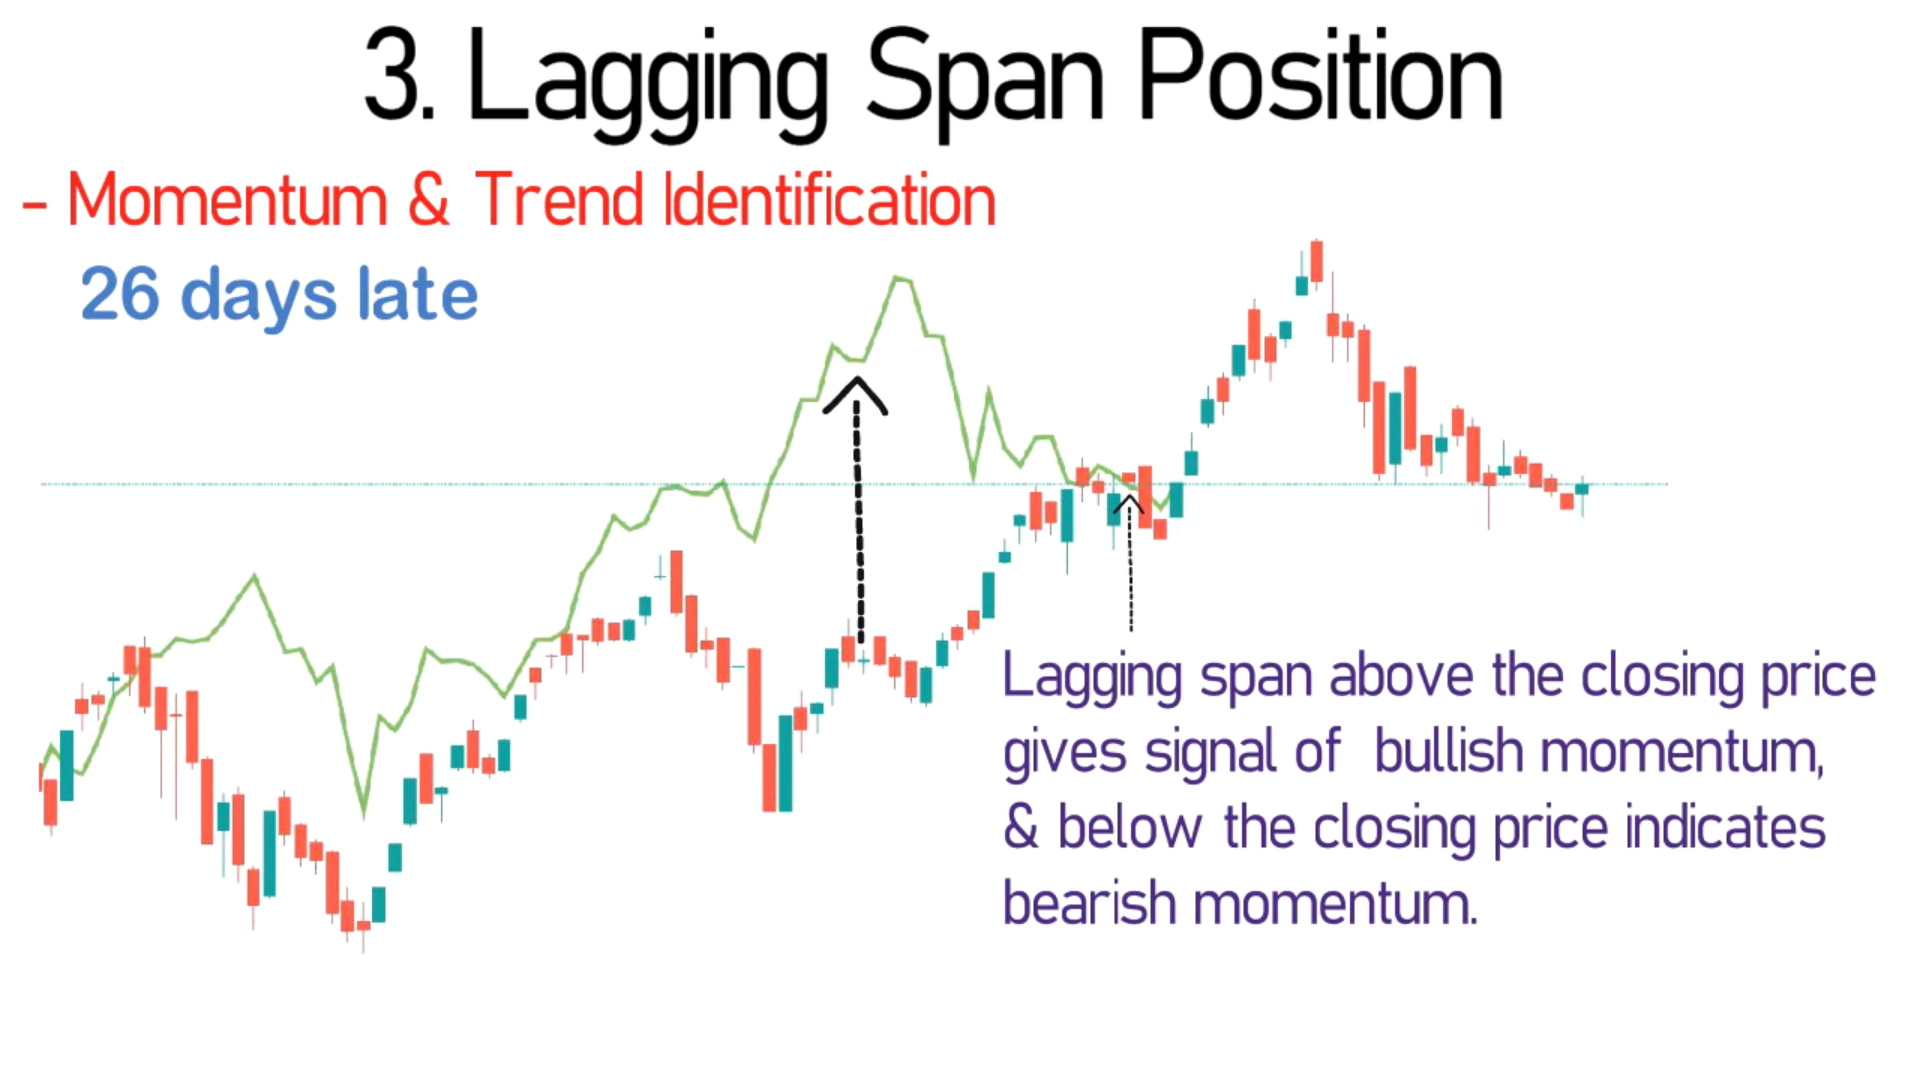 3. Lagging Span Position
- Momentum & Trend Identification
26 days late
Lagging span above the closing price
gives signal of bullish momentum,
& below the closing price indicates
bearish momentum.